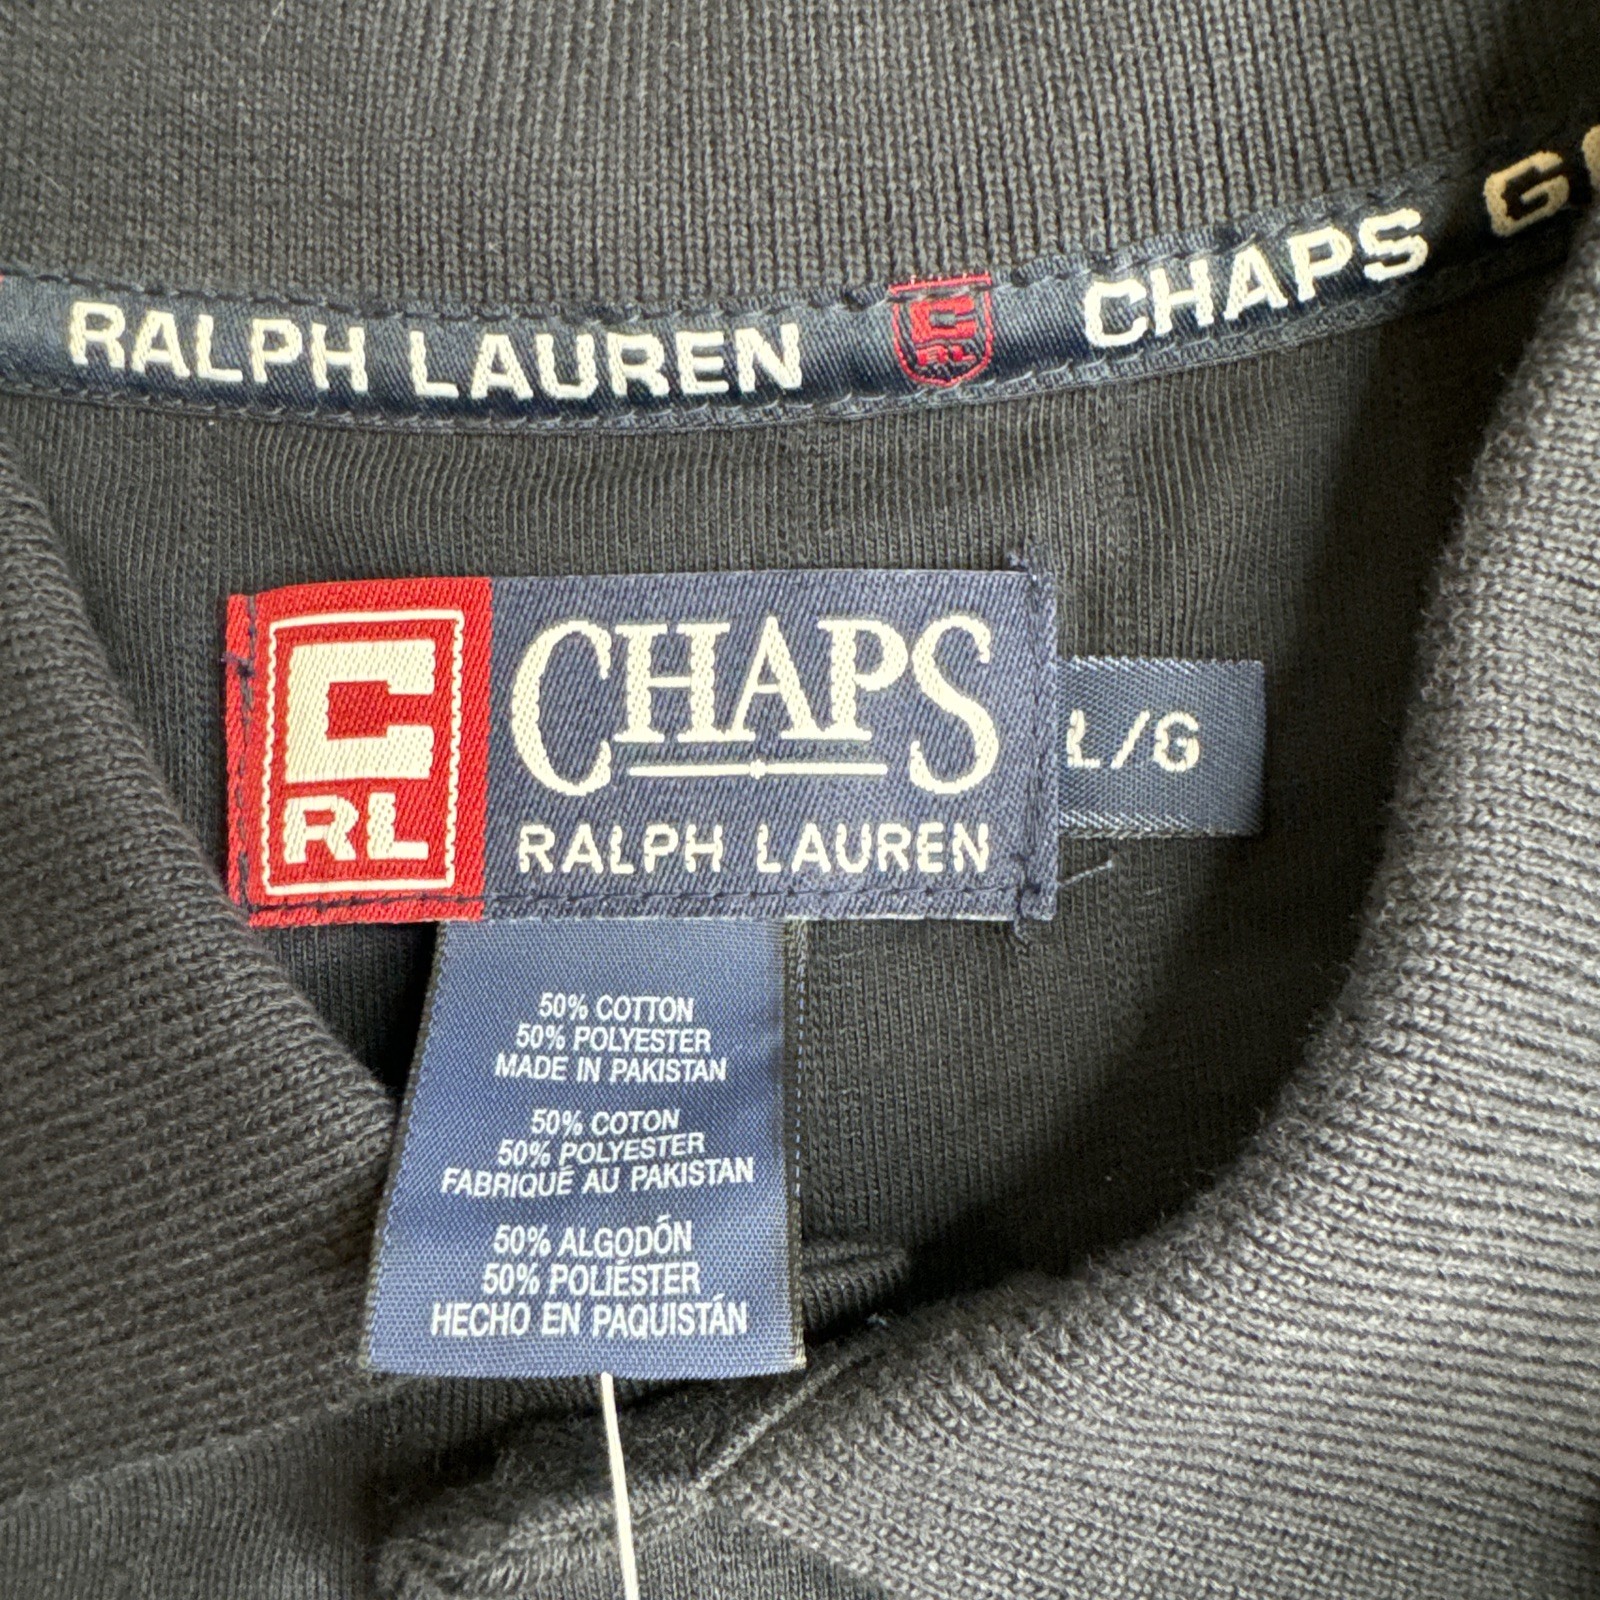 RALPH LAUREN C RL CHAPS
C
RL
CHAPS
RALPH LAUREN
L/G
50% COTTON
50% POLYESTER
MADE IN PAKISTAN
50% COTON
50% POLYESTER
FABRIQUÉ AU PAKISTAN
50% ALGODÓN
50% POLIÉSTER
HECHO EN PAQUISTÁN